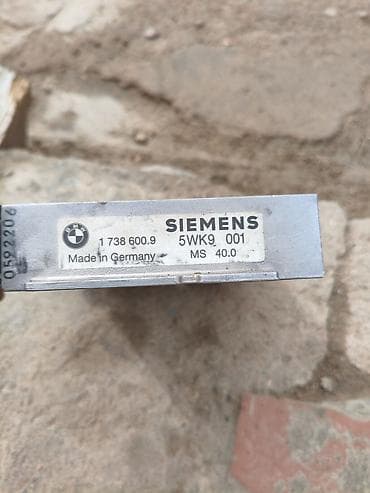 0592206
SIEMENS
1 738 600.9 5WK9 001
Made in Germany MS 40.0